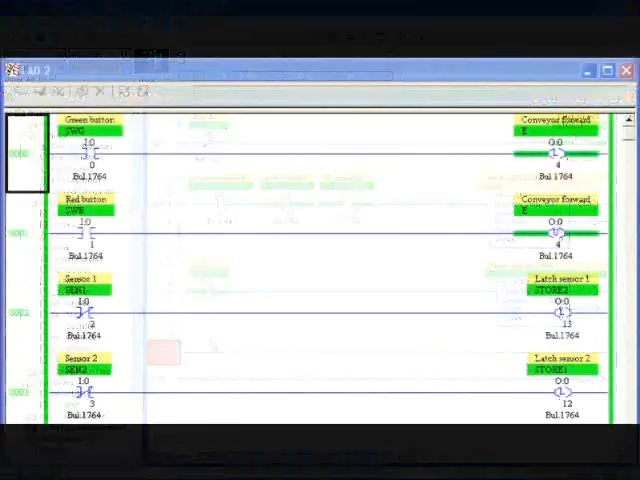 LAD 2
Green button
SWG
I:0
0
Bul.1764
Conveyor forward
E
O:0
L
4
Bul.1764
0000
Red button
SWR
I:0
1
Bul.1764
Conveyor forward
E
O:0
U
4
Bul.1764
Sensor 1
SEN1
I:0
2
Bul.1764
Latch sensor 1
STORE2
O:0
L
13
Bul.1764
0002
Sensor 2
SEN2
I:0
3
Bul.1764
Latch sensor 2
STORE1
O:0
L
12
Bul.1764
0003